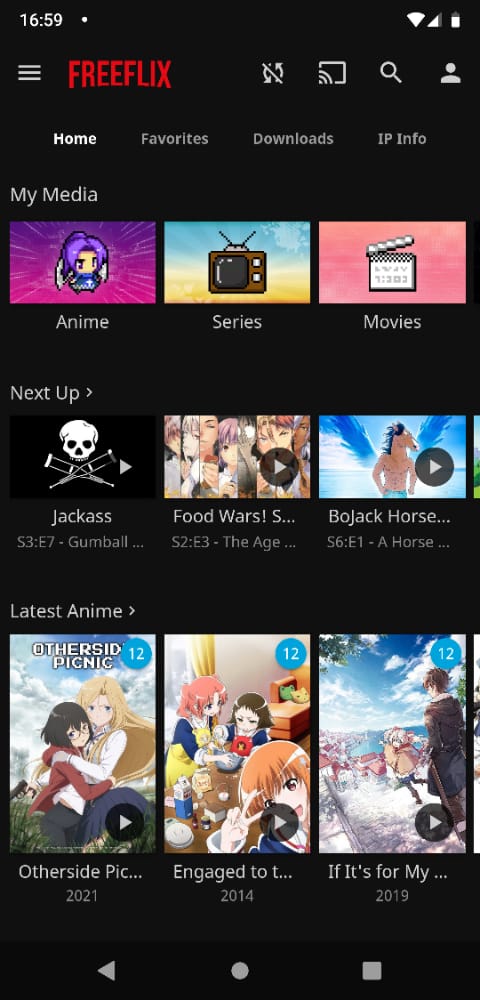 16:59
FREEFLIX
Home Favorites Downloads IP Info
My Media
Anime Series Movies
Next Up
Jackass Food Wars! S... BoJack Horse...
S3:E7 - Gumball ... S2:E3 - The Age ... S6:E1 - A Horse ...
Latest Anime
OTHERSID
PICNIC
12 12 12
Otherside Pic... Engaged to t... If It's for My ...
2021 2014 2019